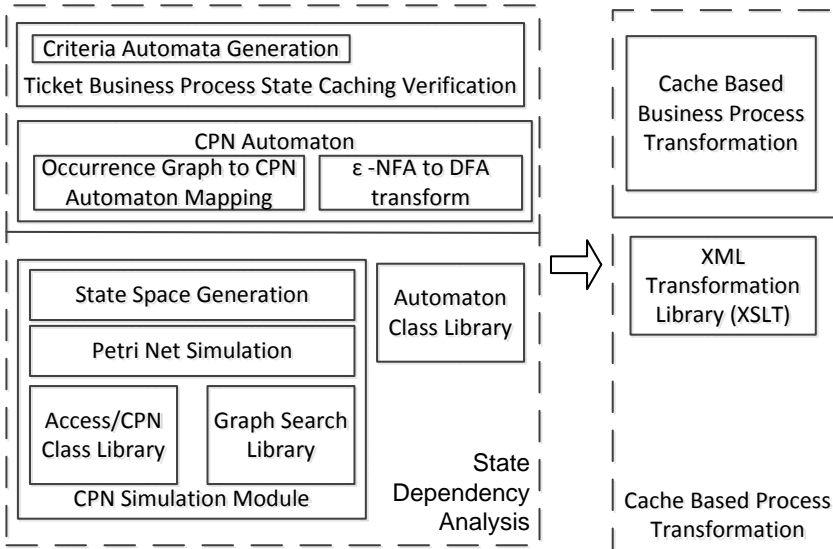 Criteria Automata Generation
Ticket Business Process State Caching Verification
CPN Automaton
Occurrence Graph to CPN
Automaton Mapping
ε -NFA to DFA
transform
State Space Generation
Petri Net Simulation
Access/CPN
Class Library
Graph Search
Library
CPN Simulation Module
Automaton
Class Library
State
Dependency
Analysis
Cache Based
Business Process
Transformation
XML
Transformation
Library (XSLT)
Cache Based Process
Transformation